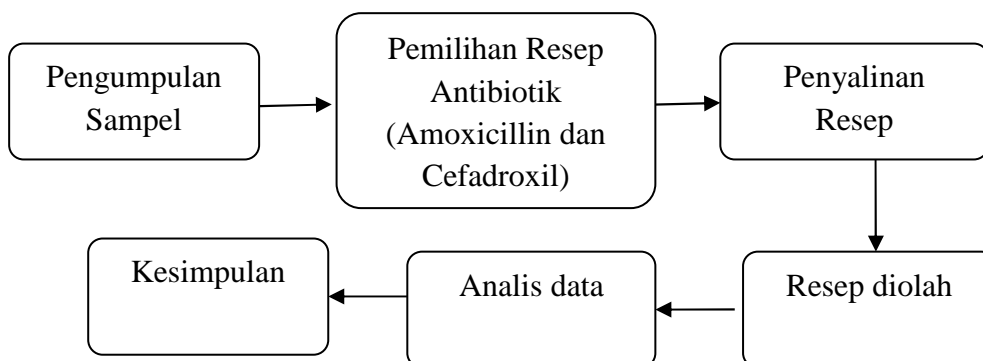 Pengumpulan
Sampel
Pemilihan Resep
Antibiotik
(Amoxicillin dan
Cefadroxil)
Penyalinan
Resep
Resep diolah
Analis data
Kesimpulan